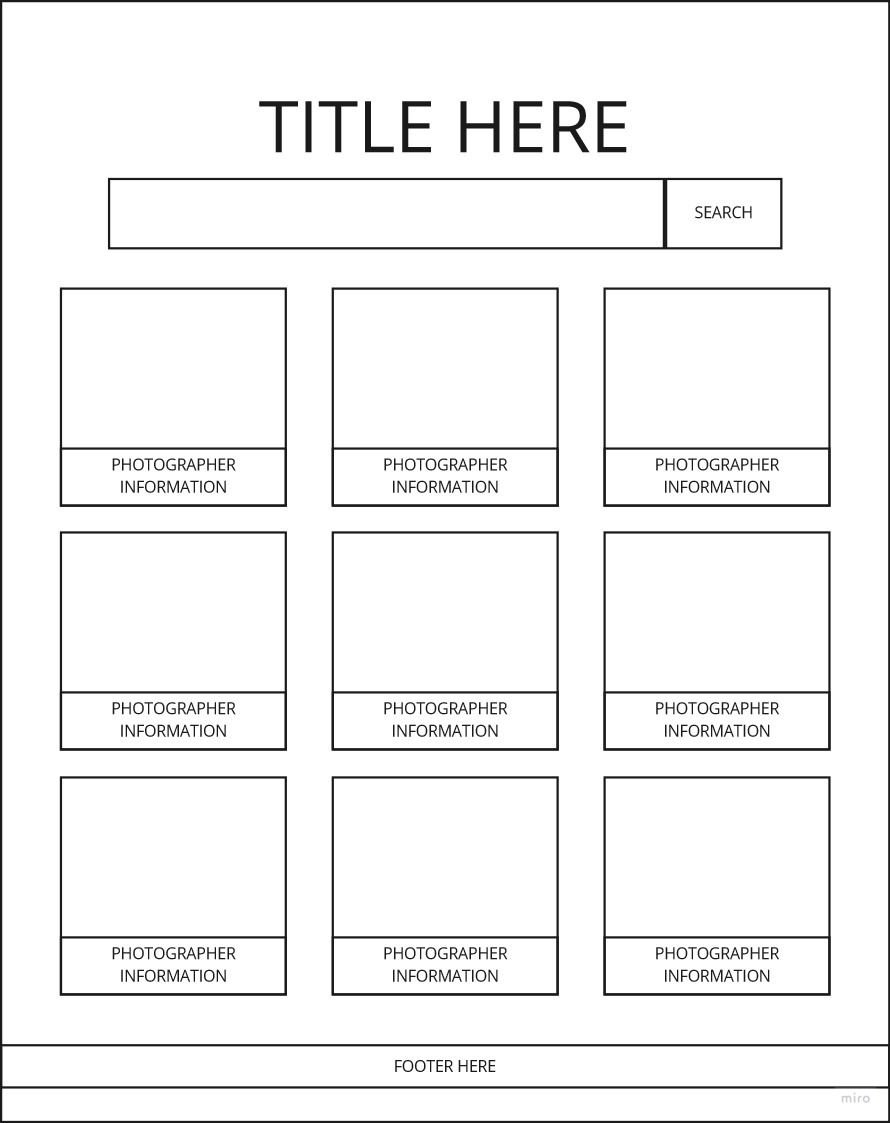 TITLE HERE
SEARCH
PHOTOGRAPHER
INFORMATION
PHOTOGRAPHER
INFORMATION
PHOTOGRAPHER
INFORMATION
PHOTOGRAPHER
INFORMATION
PHOTOGRAPHER
INFORMATION
PHOTOGRAPHER
INFORMATION
PHOTOGRAPHER
INFORMATION
PHOTOGRAPHER
INFORMATION
PHOTOGRAPHER
INFORMATION
FOOTER HERE
miro